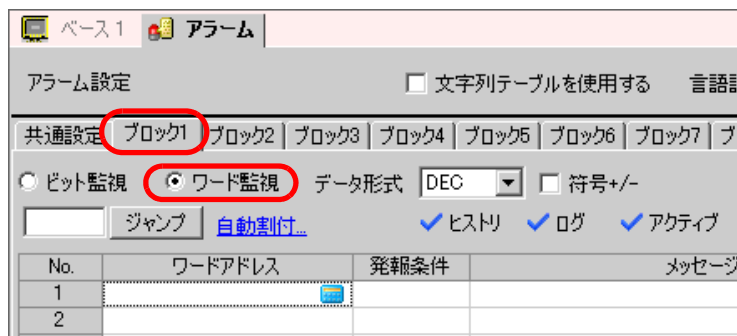 ベース1 アラーム
アラーム設定 文字列テーブルを使用する 言語
共通設定 ブロック1 ブロック2 ブロック3 ブロック4 ブロック5 ブロック6 ブロック7 ブ
ビット監視 ワード監視 データ形式 DEC 符号+/-
ジャンプ 自動割付... ヒストリ ログ アクティブ
No. ワードアドレス 発報条件 メッセージ
1
2